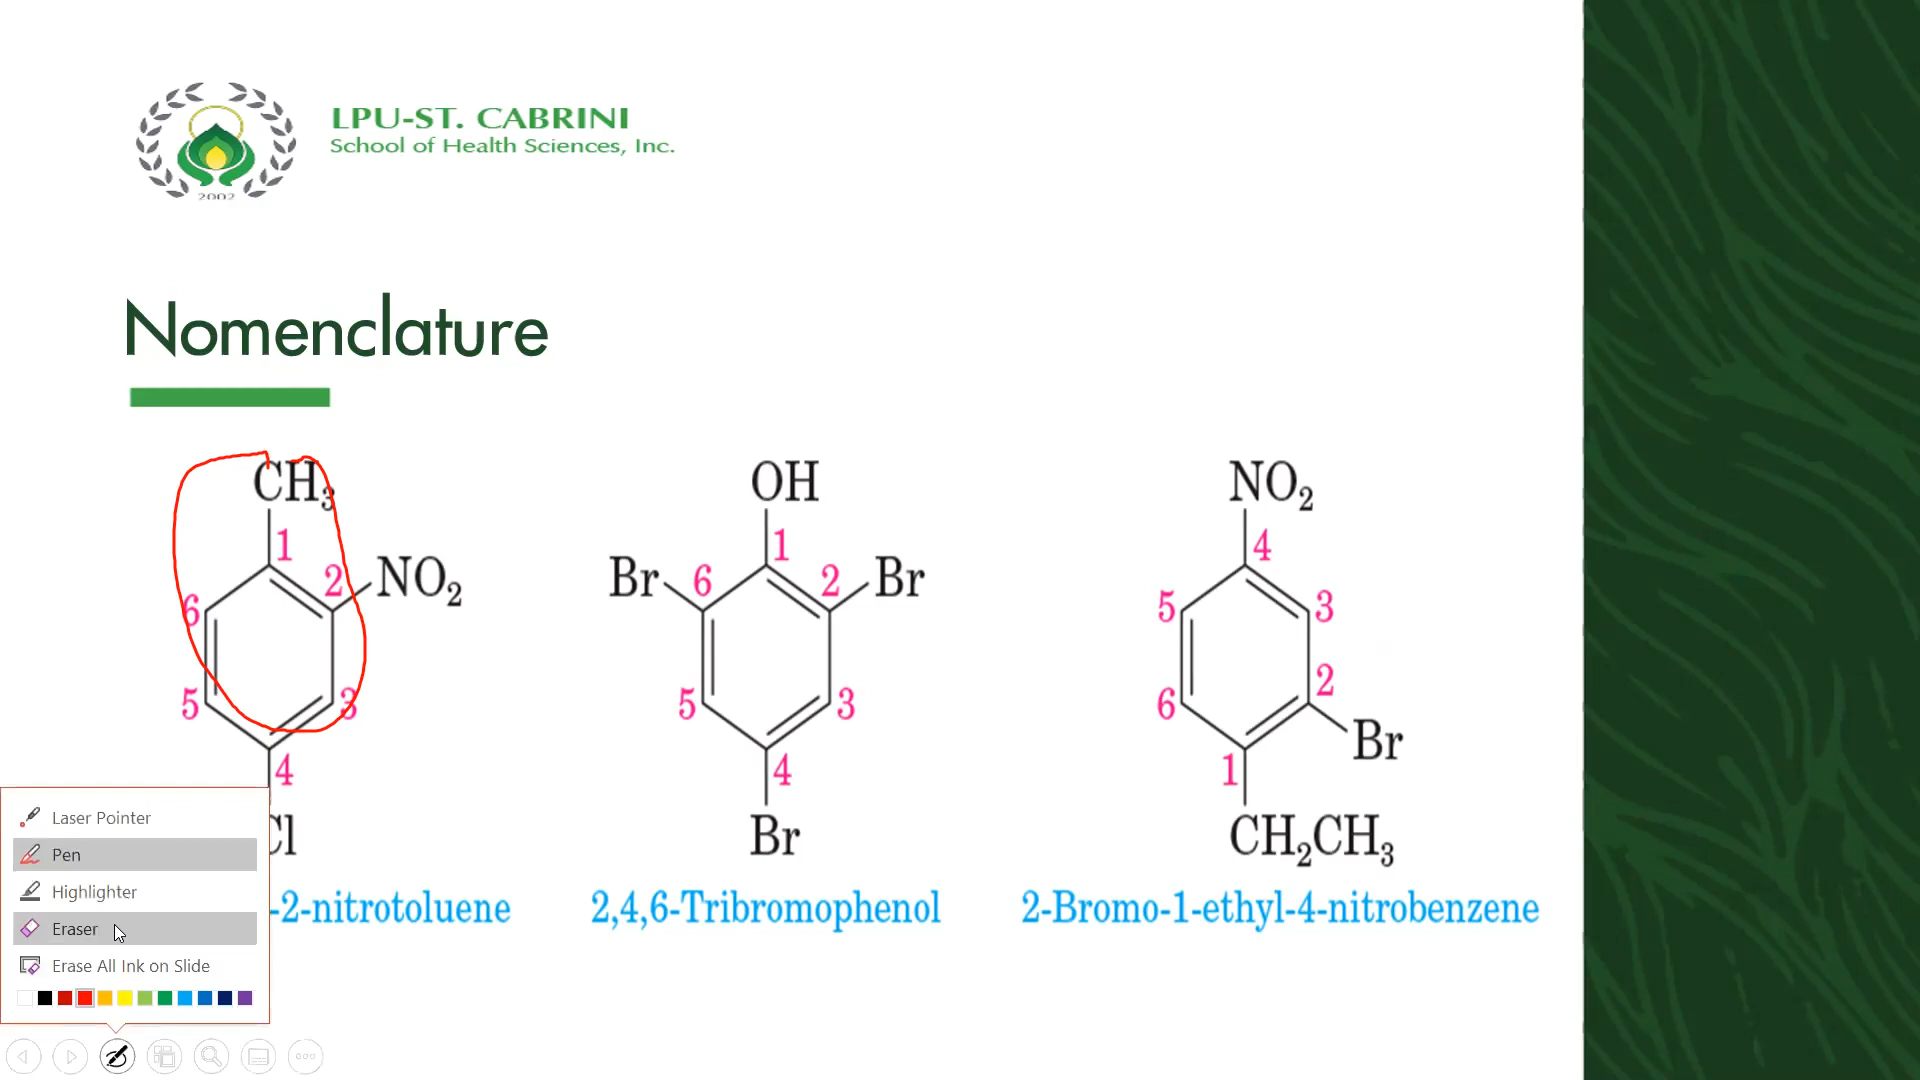 LPU-ST. CABRINI
School of Health Sciences, Inc.
2002
Nomenclature
CH₃
1
2
NO₂
6
5
3
4
Cl
-2-nitrotoluene
OH
1
Br
6
2
Br
5
3
4
Br
2,4,6-Tribromophenol
NO₂
4
5
3
2
6
Br
1
CH₂CH₃
2-Bromo-1-ethyl-4-nitrobenzene
Laser Pointer
Pen
Highlighter
Eraser
Erase All Ink on Slide